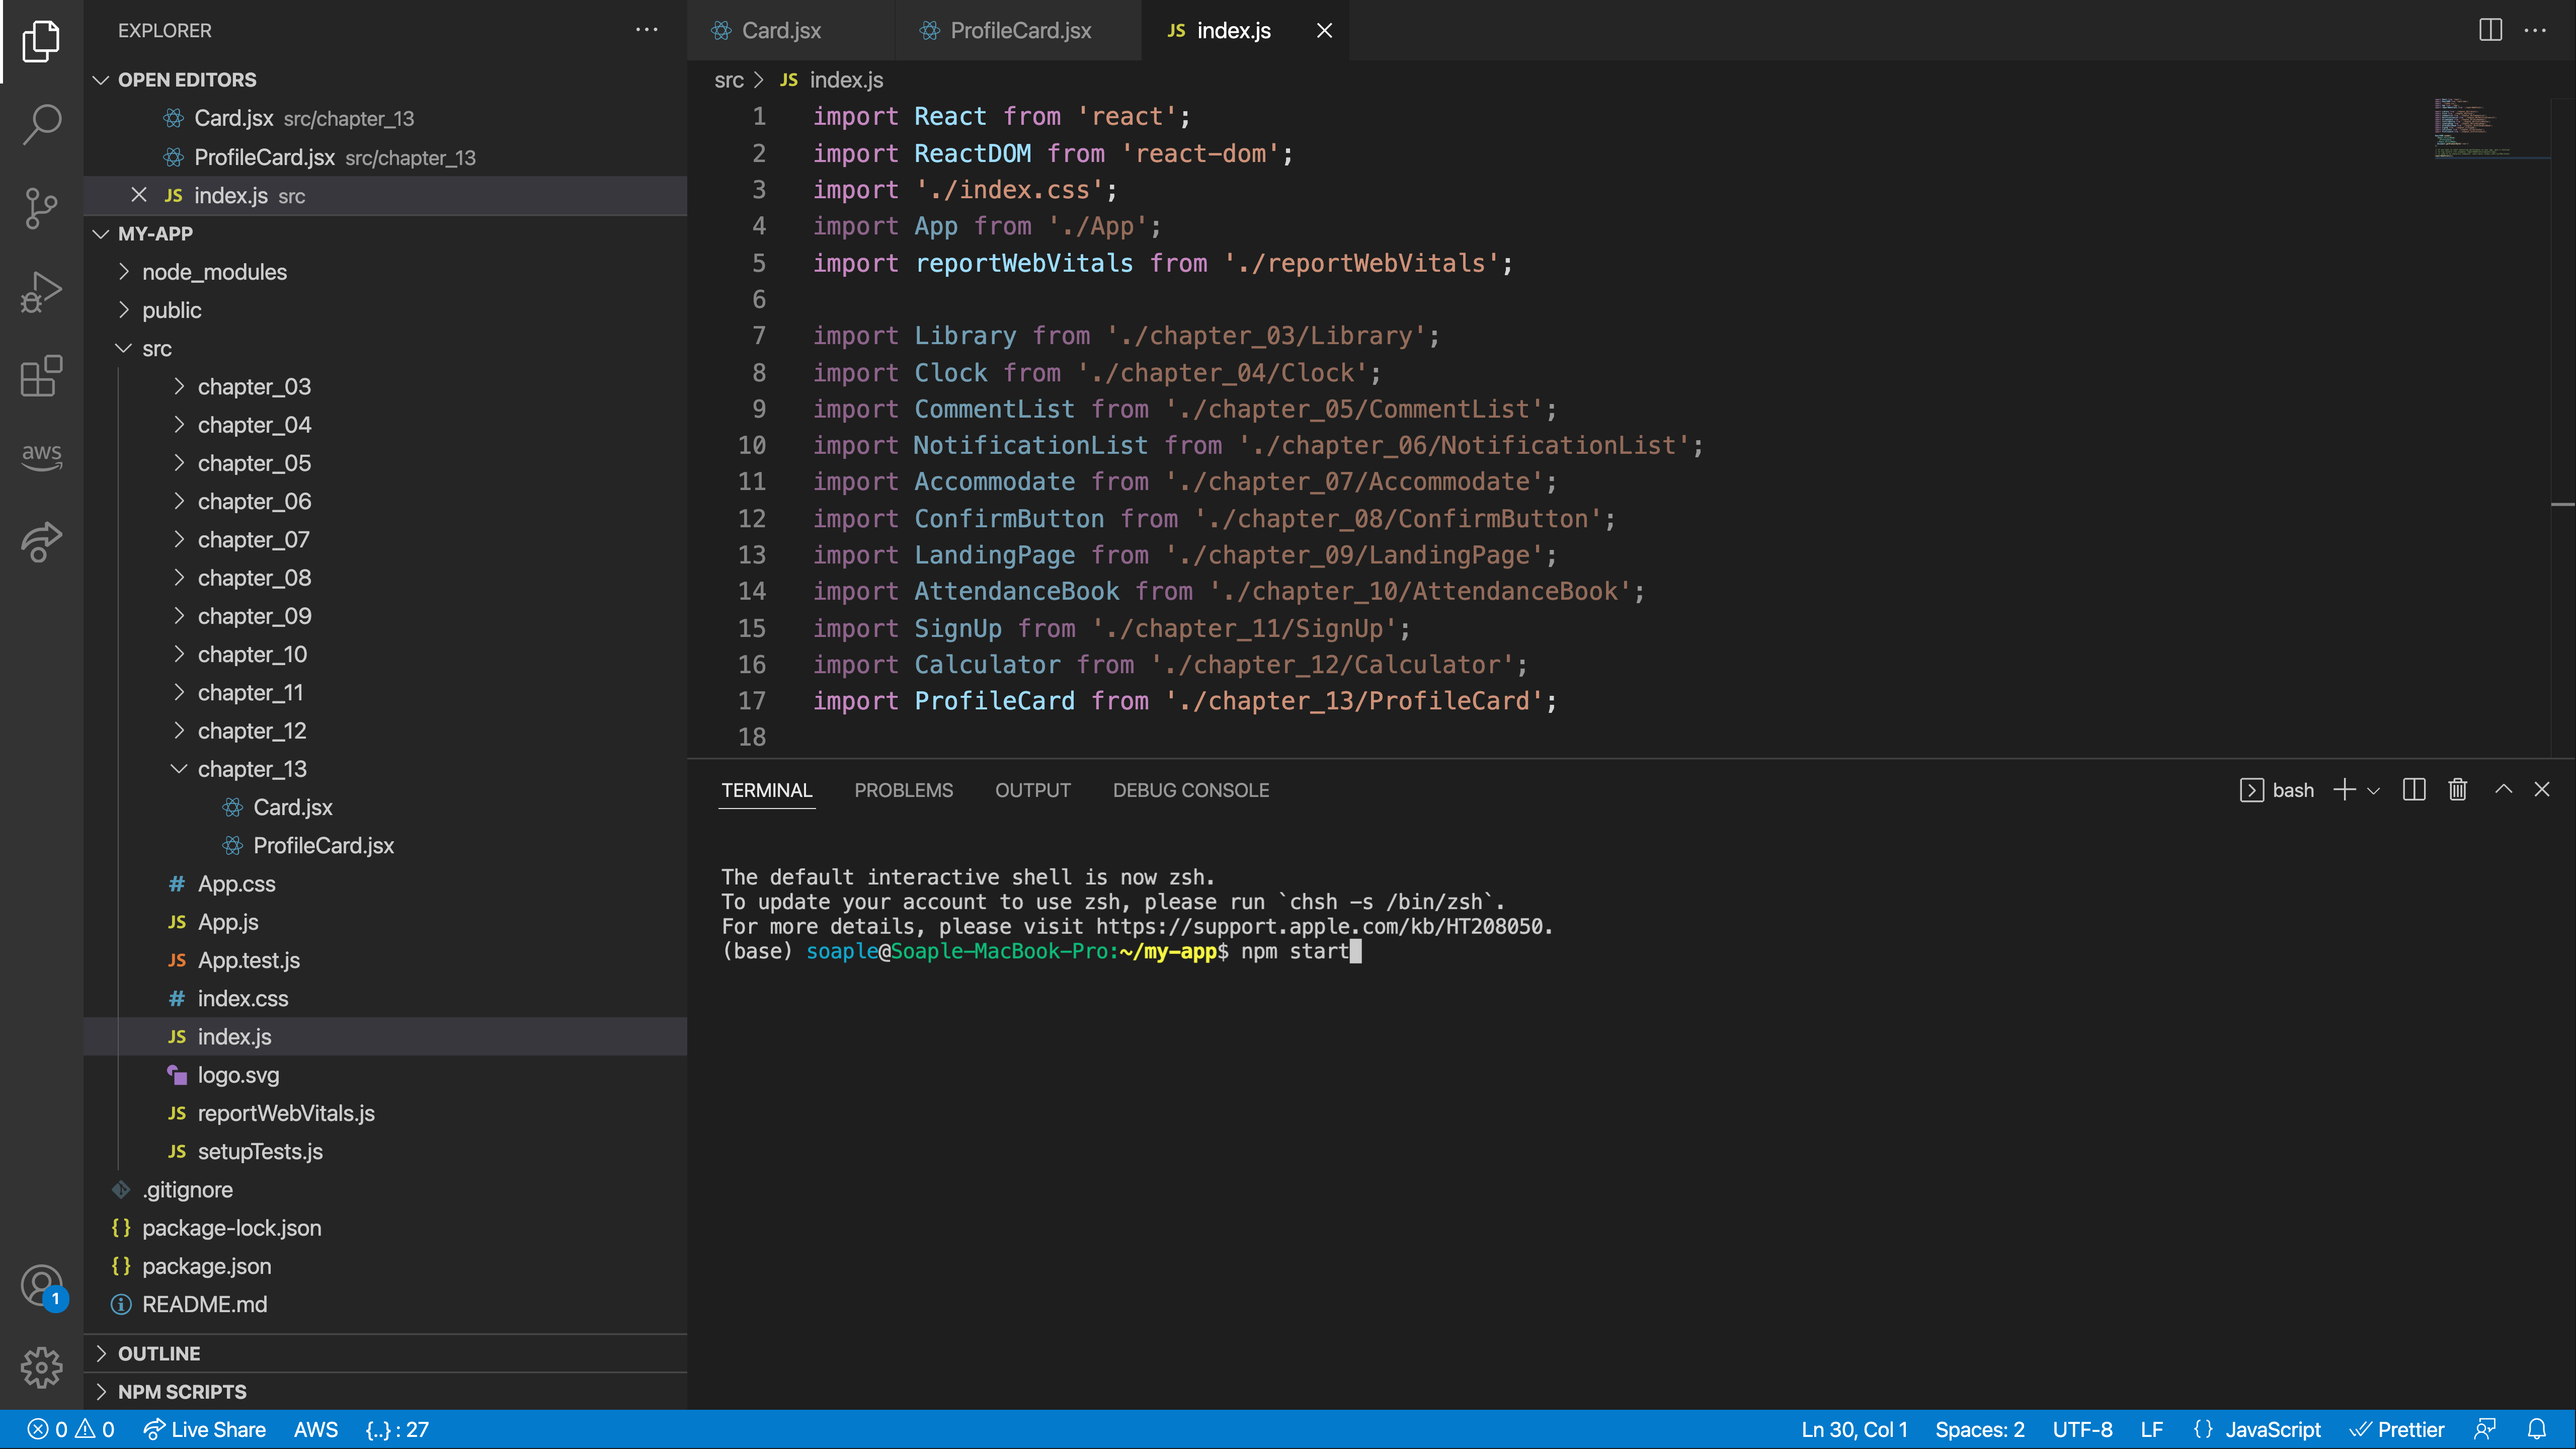 EXPLORER
OPEN EDITORS
Card.jsx src/chapter_13
ProfileCard.jsx src/chapter_13
JS index.js src
MY-APP
node_modules
public
src
chapter_03
chapter_04
chapter_05
chapter_06
chapter_07
chapter_08
chapter_09
chapter_10
chapter_11
chapter_12
chapter_13
Card.jsx
ProfileCard.jsx
# App.css
JS App.js
JS App.test.js
# index.css
JS index.js
logo.svg
JS reportWebVitals.js
JS setupTests.js
.gitignore
{} package-lock.json
{} package.json
README.md
OUTLINE
NPM SCRIPTS
aws
1
Card.jsx
ProfileCard.jsx
JS index.js
src > JS index.js
1 import React from 'react';
2 import ReactDOM from 'react-dom';
3 import './index.css';
4 import App from './App';
5 import reportWebVitals from './reportWebVitals';
6
7 import Library from './chapter_03/Library';
8 import Clock from './chapter_04/Clock';
9 import CommentList from './chapter_05/CommentList';
10 import NotificationList from './chapter_06/NotificationList';
11 import Accommodate from './chapter_07/Accommodate';
12 import ConfirmButton from './chapter_08/ConfirmButton';
13 import LandingPage from './chapter_09/LandingPage';
14 import AttendanceBook from './chapter_10/AttendanceBook';
15 import SignUp from './chapter_11/SignUp';
16 import Calculator from './chapter_12/Calculator';
17 import ProfileCard from './chapter_13/ProfileCard';
18
TERMINAL PROBLEMS OUTPUT DEBUG CONSOLE
bash
The default interactive shell is now zsh.
To update your account to use zsh, please run `chsh -s /bin/zsh`.
For more details, please visit https://support.apple.com/kb/HT208050.
(base) soaple@Soaple-MacBook-Pro:~/my-app$ npm start
0 0 Live Share AWS {..} : 27
Ln 30, Col 1 Spaces: 2 UTF-8 LF {} JavaScript Prettier